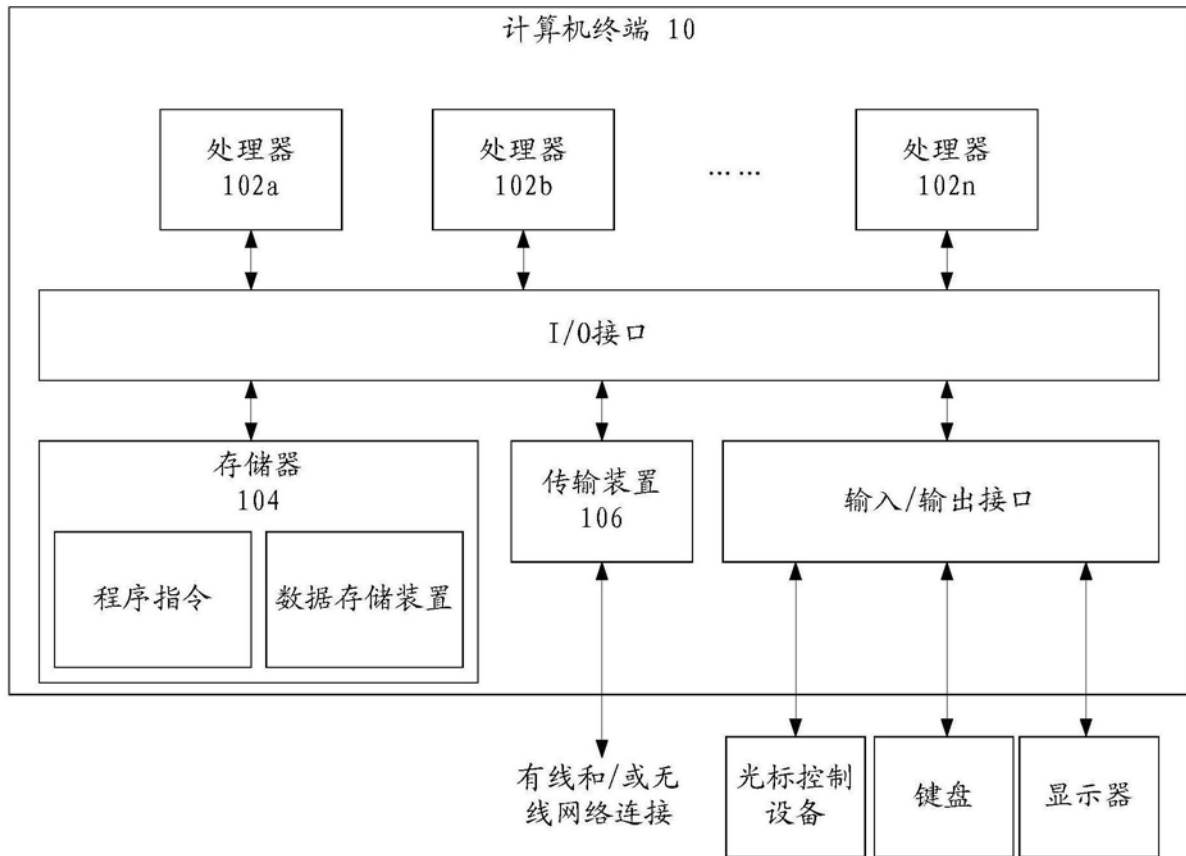 计算机终端 10
处理器
102a
处理器
102b
... ...
处理器
102n
I/O接口
存储器
104
程序指令
数据存储装置
传输装置
106
输入/输出接口
有线和/或无
线网络连接
光标控制
设备
键盘
显示器